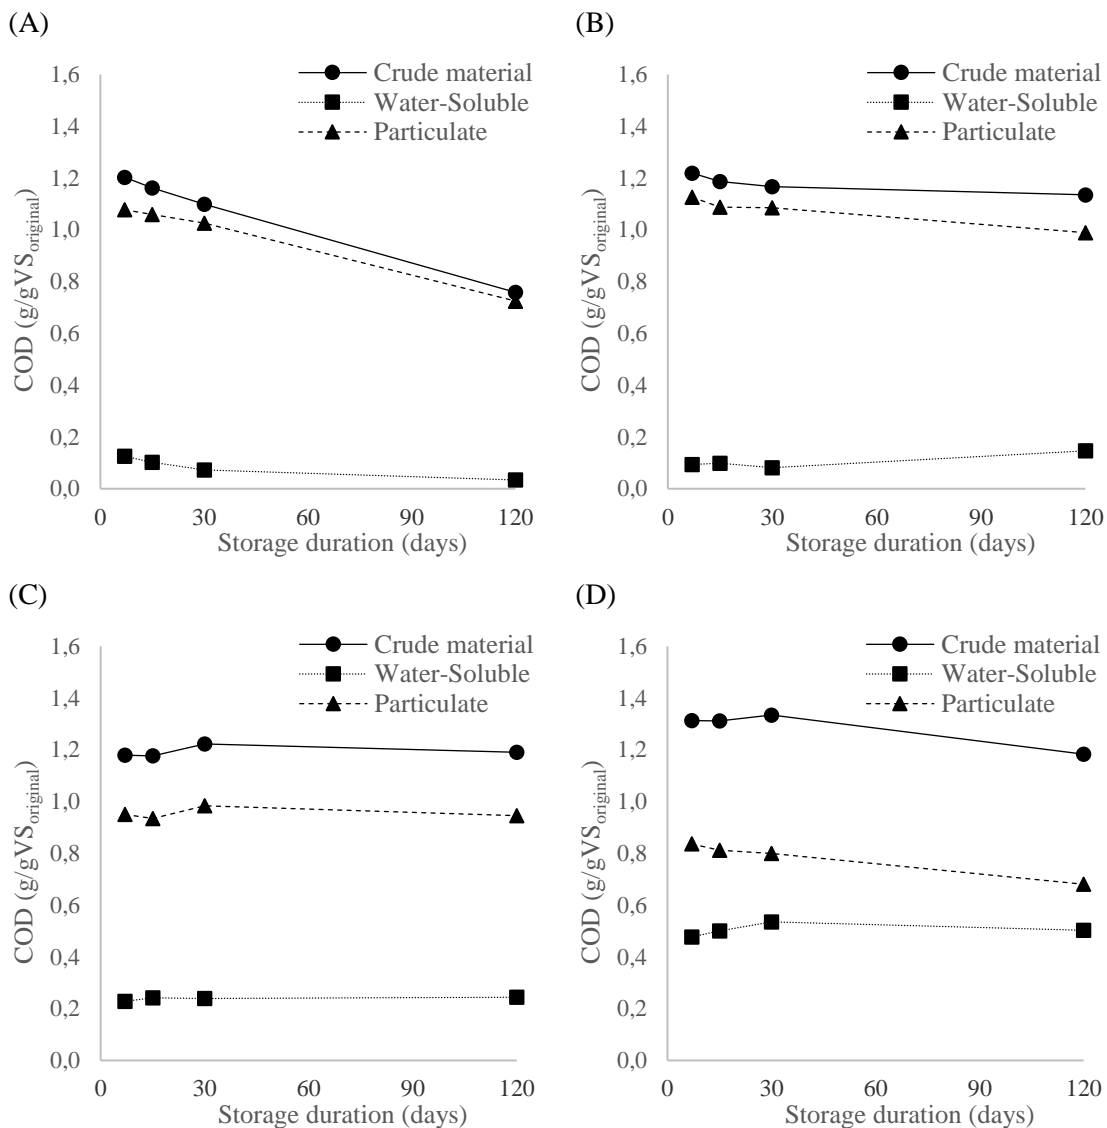 (A)
1,6
1,4
1,2
1,0
0,8
0,6
0,4
0,2
0,0
COD (g/gVSoriginal)
Crude material
Water-Soluble
Particulate
0 30 60 90 120
Storage duration (days)
(B)
1,6
1,4
1,2
1,0
0,8
0,6
0,4
0,2
0,0
COD (g/gVSoriginal)
Crude material
Water-Soluble
Particulate
0 30 60 90 120
Storage duration (days)
(C)
1,6
1,4
1,2
1,0
0,8
0,6
0,4
0,2
0,0
COD (g/gVSoriginal)
Crude material
Water-Soluble
Particulate
0 30 60 90 120
Storage duration (days)
(D)
1,6
1,4
1,2
1,0
0,8
0,6
0,4
0,2
0,0
COD (g/gVSoriginal)
Crude material
Water-Soluble
Particulate
0 30 60 90 120
Storage duration (days)